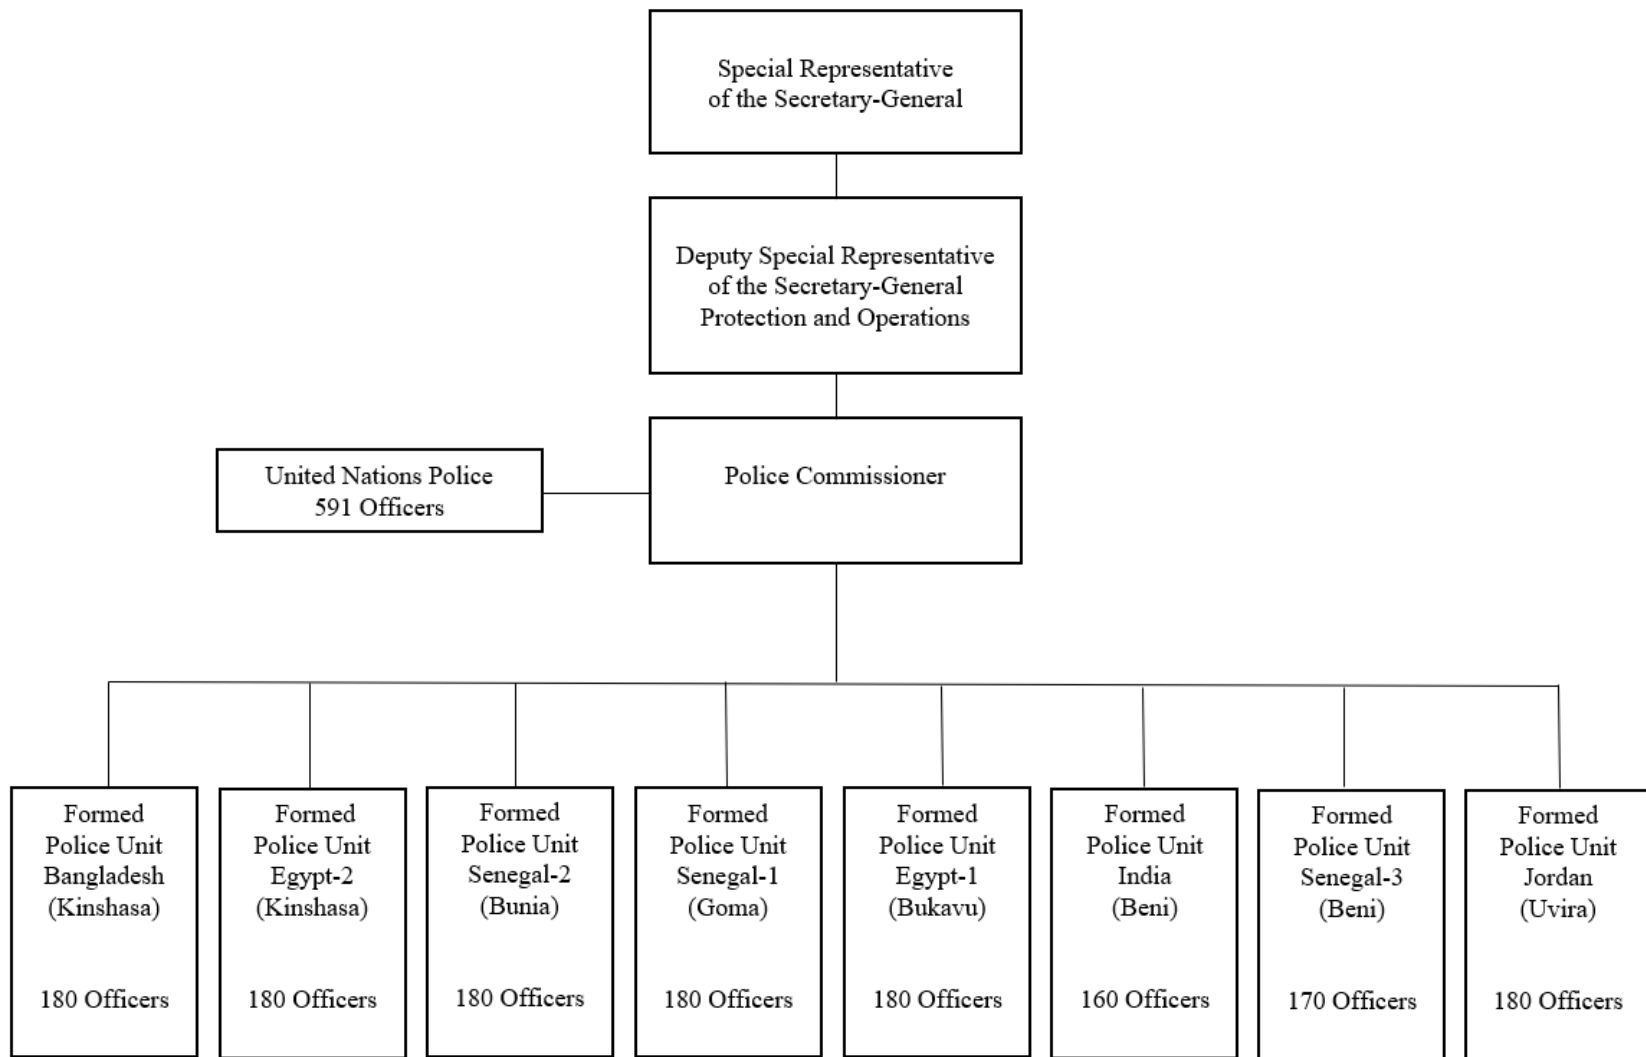 Special Representative
of the Secretary-General
Deputy Special Representative
of the Secretary-General
Protection and Operations
United Nations Police
591 Officers
Police Commissioner
Formed
Police Unit
Bangladesh
(Kinshasa)
180 Officers
Formed
Police Unit
Egypt-2
(Kinshasa)
180 Officers
Formed
Police Unit
Senegal-2
(Bunia)
180 Officers
Formed
Police Unit
Senegal-1
(Goma)
180 Officers
Formed
Police Unit
Egypt-1
(Bukavu)
180 Officers
Formed
Police Unit
India
(Beni)
160 Officers
Formed
Police Unit
Senegal-3
(Beni)
170 Officers
Formed
Police Unit
Jordan
(Uvira)
180 Officers